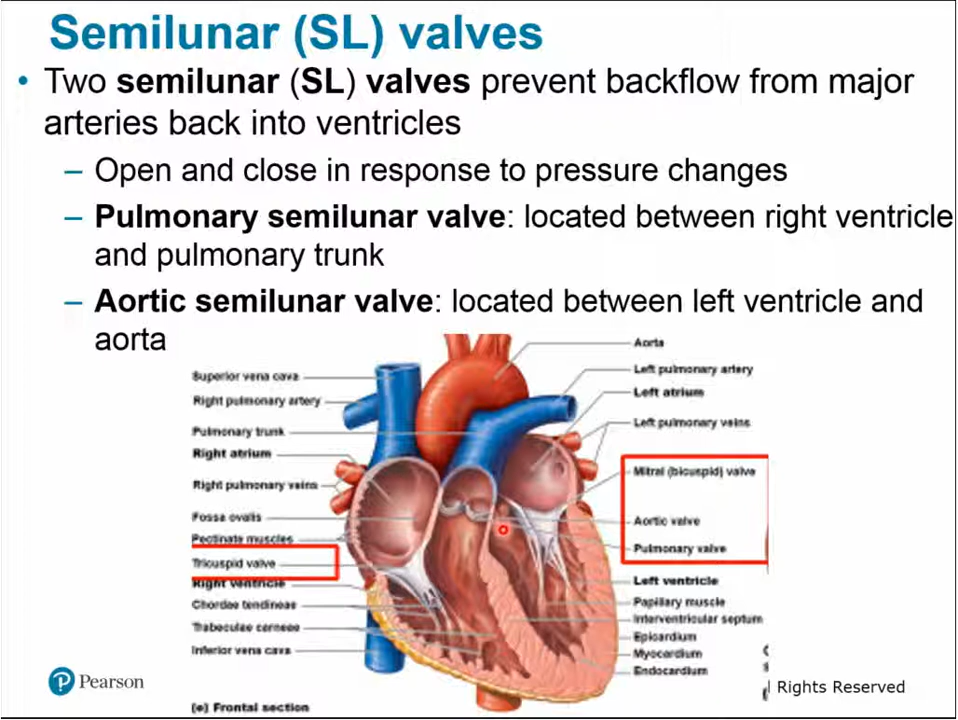 Semilunar (SL) valves
• Two semilunar (SL) valves prevent backflow from major
arteries back into ventricles
– Open and close in response to pressure changes
– Pulmonary semilunar valve: located between right ventricle
and pulmonary trunk
– Aortic semilunar valve: located between left ventricle and
aorta
Superior vena cava
Right pulmonary artery
Pulmonary trunk
Right atrium
Right pulmonary veins
Fossa ovalis
Pectinate muscles
Tricuspid valve
Right ventricle
Chordae tendineae
Trabeculae carneae
Inferior vena cava
Aorta
Left pulmonary artery
Left atrium
Left pulmonary veins
Mitral (bicuspid) valve
Aortic valve
Pulmonary valve
Left ventricle
Papillary muscle
Interventricular septum
Epicardium
Myocardium
Endocardium
(e) Frontal section
Pearson
Rights Reserved